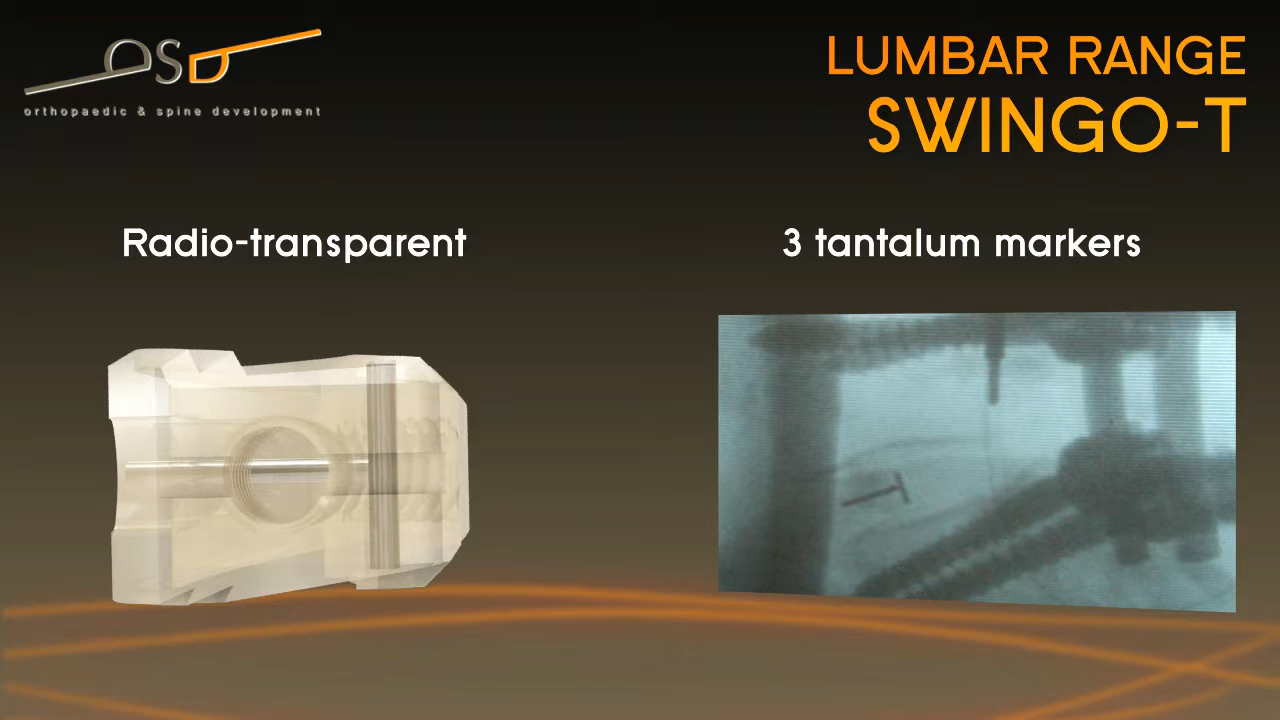 OSD
orthopaedic & spine development
LUMBAR RANGE
SWINGO-T
Radio-transparent
3 tantalum markers